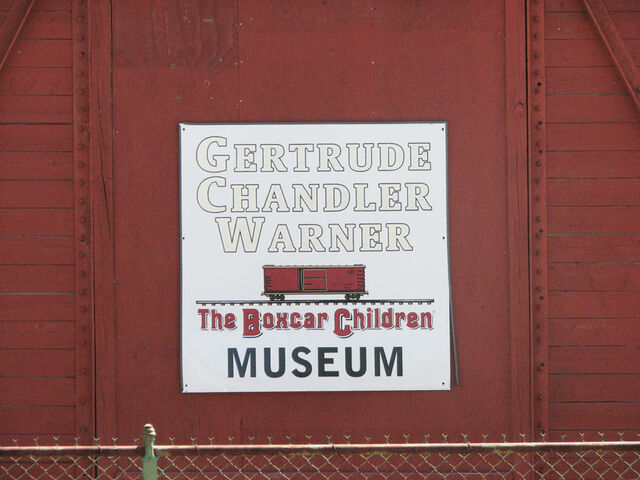 GERTRUDE
CHANDLER
WARNER
The Boxcar Children
MUSEUM